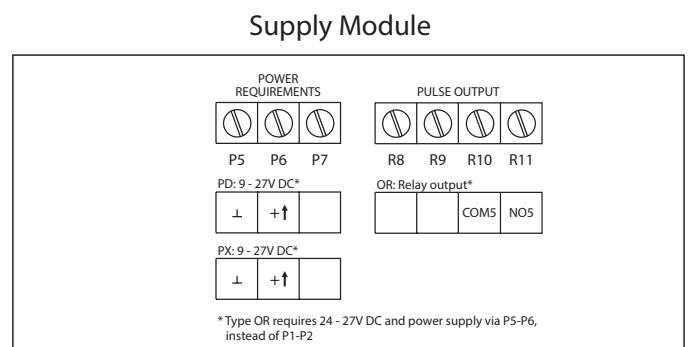 Supply Module
POWER
REQUIREMENTS
PULSE OUTPUT
P5 P6 P7
R8 R9 R10 R11
PD: 9 - 27V DC*
OR: Relay output*
⊥ +↑
COM5 NO5
PX: 9 - 27V DC*
⊥ +↑
* Type OR requires 24 - 27V DC and power supply via P5-P6,
instead of P1-P2